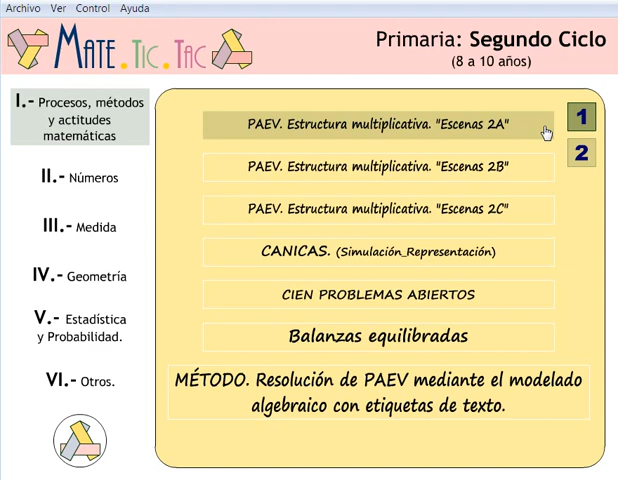 Archivo Ver Control Ayuda
MATE.TIC.TAC
Primaria: Segundo Ciclo
(8 a 10 años)
I.- Procesos, métodos
y actitudes
matemáticas
II.- Números
III.- Medida
IV.- Geometría
V.- Estadística
y Probabilidad.
VI.- Otros.
PAEV. Estructura multiplicativa. "Escenas 2A"
PAEV. Estructura multiplicativa. "Escenas 2B"
PAEV. Estructura multiplicativa. "Escenas 2C"
CANICAS. (Simulación_Representación)
CIEN PROBLEMAS ABIERTOS
Balanzas equilibradas
MÉTODO. Resolución de PAEV mediante el modelado
algebraico con etiquetas de texto.
1
2